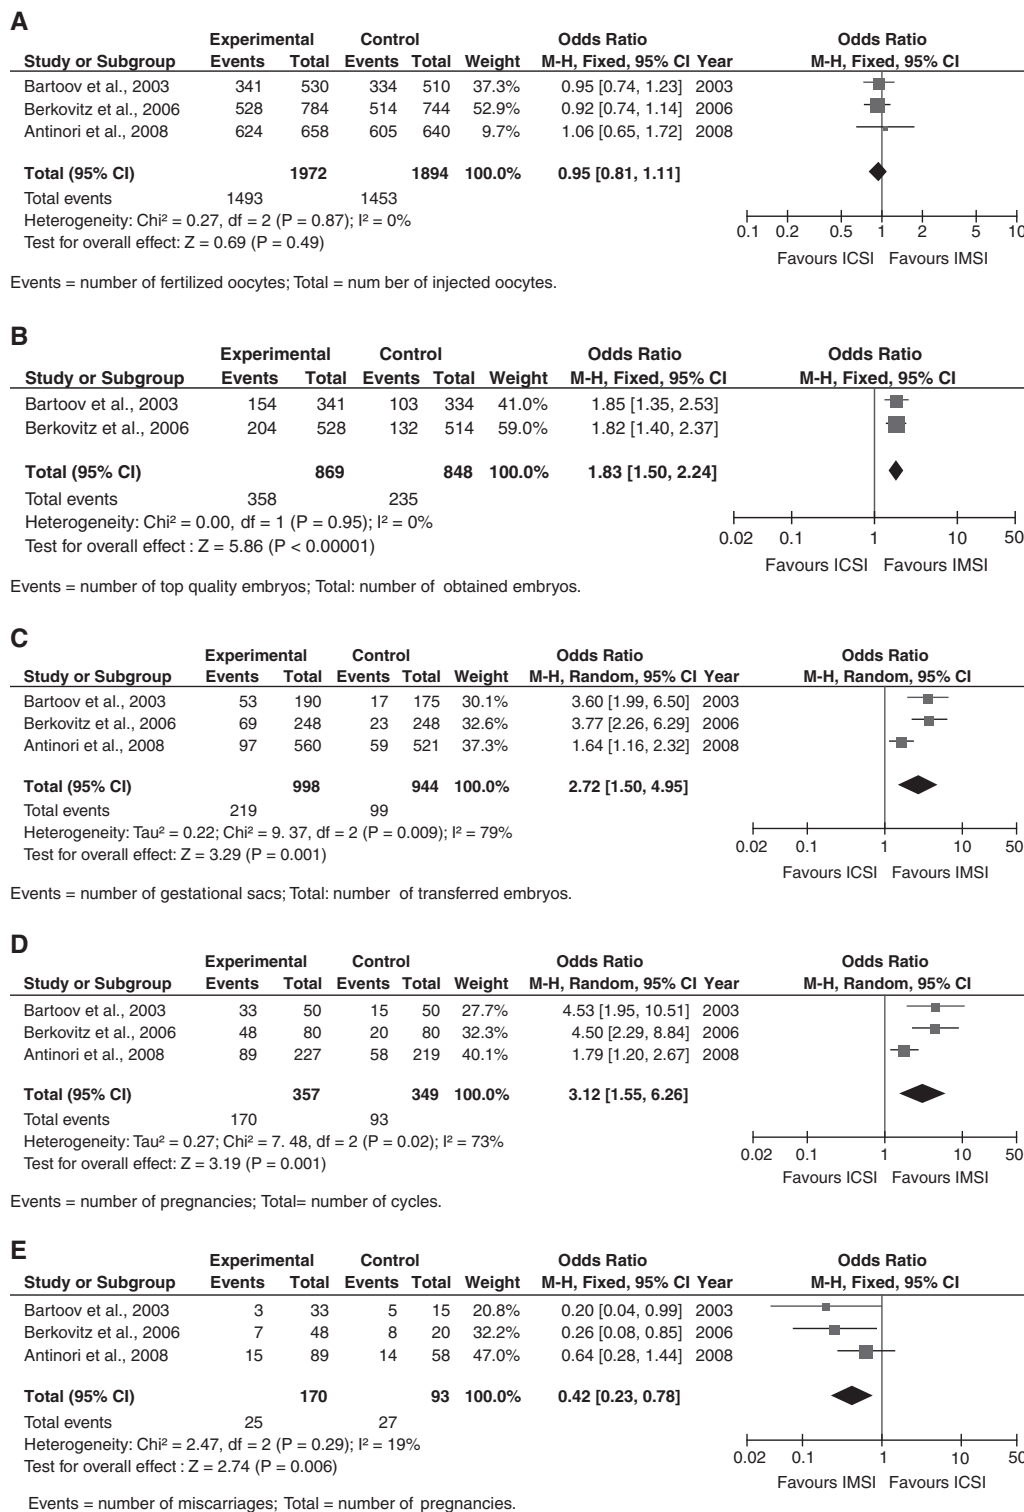 A
Experimental Control Odds Ratio Odds Ratio
Study or Subgroup Events Total Events Total Weight M-H, Fixed, 95% CI Year M-H, Fixed, 95% CI
Bartoov et al., 2003 341 530 334 510 37.3% 0.95 [0.74, 1.23] 2003
Berkovitz et al., 2006 528 784 514 744 52.9% 0.92 [0.74, 1.14] 2006
Antinori et al., 2008 624 658 605 640 9.7% 1.06 [0.65, 1.72] 2008
Total (95% CI) 1972 1894 100.0% 0.95 [0.81, 1.11]
Total events 1493 1453
Heterogeneity: Chi² = 0.27, df = 2 (P = 0.87); I² = 0%
Test for overall effect: Z = 0.69 (P = 0.49)
0.1 0.2 0.5 1 2 5 10
Favours ICSI Favours IMSI
Events = number of fertilized oocytes; Total = num ber of injected oocytes.
B
Experimental Control Odds Ratio Odds Ratio
Study or Subgroup Events Total Events Total Weight M-H, Fixed, 95% CI M-H, Fixed, 95% CI
Bartoov et al., 2003 154 341 103 334 41.0% 1.85 [1.35, 2.53]
Berkovitz et al., 2006 204 528 132 514 59.0% 1.82 [1.40, 2.37]
Total (95% CI) 869 848 100.0% 1.83 [1.50, 2.24]
Total events 358 235
Heterogeneity: Chi² = 0.00, df = 1 (P = 0.95); I² = 0%
Test for overall effect : Z = 5.86 (P < 0.00001)
0.02 0.1 1 10 50
Favours ICSI Favours IMSI
Events = number of top quality embryos; Total: number of obtained embryos.
C
Experimental Control Odds Ratio Odds Ratio
Study or Subgroup Events Total Events Total Weight M-H, Random, 95% CI Year M-H, Random, 95% CI
Bartoov et al., 2003 53 190 17 175 30.1% 3.60 [1.99, 6.50] 2003
Berkovitz et al., 2006 69 248 23 248 32.6% 3.77 [2.26, 6.29] 2006
Antinori et al., 2008 97 560 59 521 37.3% 1.64 [1.16, 2.32] 2008
Total (95% CI) 998 944 100.0% 2.72 [1.50, 4.95]
Total events 219 99
Heterogeneity: Tau² = 0.22; Chi² = 9. 37, df = 2 (P = 0.009); I² = 79%
Test for overall effect: Z = 3.29 (P = 0.001)
0.02 0.1 1 10 50
Favours ICSI Favours IMSI
Events = number of gestational sacs; Total: number of transferred embryos.
D
Experimental Control Odds Ratio Odds Ratio
Study or Subgroup Events Total Events Total Weight M-H, Random, 95% CI Year M-H, Random, 95% CI
Bartoov et al., 2003 33 50 15 50 27.7% 4.53 [1.95, 10.51] 2003
Berkovitz et al., 2006 48 80 20 80 32.3% 4.50 [2.29, 8.84] 2006
Antinori et al., 2008 89 227 58 219 40.1% 1.79 [1.20, 2.67] 2008
Total (95% CI) 357 349 100.0% 3.12 [1.55, 6.26]
Total events 170 93
Heterogeneity: Tau² = 0.27; Chi² = 7. 48, df = 2 (P = 0.02); I² = 73%
Test for overall effect: Z = 3.19 (P = 0.001)
0.02 0.1 1 10 50
Favours ICSI Favours IMSI
Events = number of pregnancies; Total= number of cycles.
E
Experimental Control Odds Ratio Odds Ratio
Study or Subgroup Events Total Events Total Weight M-H, Fixed, 95% CI Year M-H, Fixed, 95% CI
Bartoov et al., 2003 3 33 5 15 20.8% 0.20 [0.04, 0.99] 2003
Berkovitz et al., 2006 7 48 8 20 32.2% 0.26 [0.08, 0.85] 2006
Antinori et al., 2008 15 89 14 58 47.0% 0.64 [0.28, 1.44] 2008
Total (95% CI) 170 93 100.0% 0.42 [0.23, 0.78]
Total events 25 27
Heterogeneity: Chi² = 2.47, df = 2 (P = 0.29); I² = 19%
Test for overall effect : Z = 2.74 (P = 0.006)
0.02 0.1 1 10 50
Favours IMSI Favours ICSI
Events = number of miscarriages; Total = number of pregnancies.